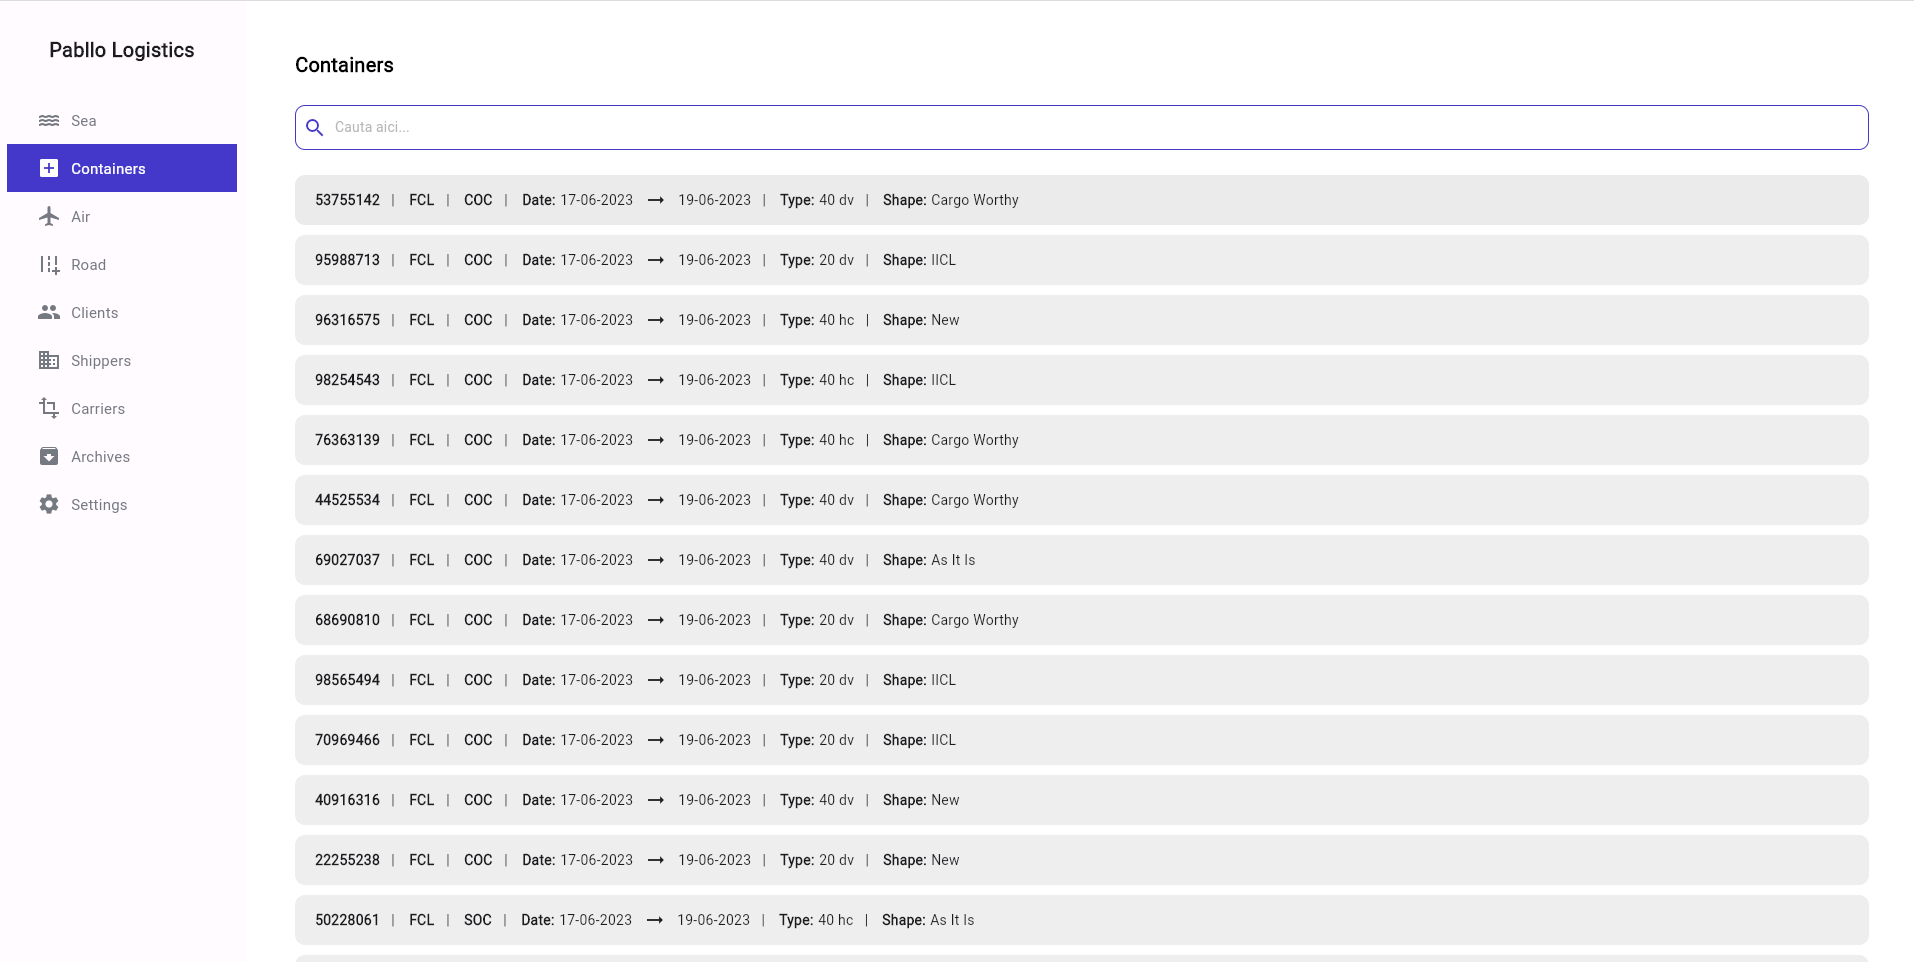 Pabllo Logistics
Sea
Containers
Air
Road
Clients
Shippers
Carriers
Archives
Settings
Containers
Cauta aici...
53755142 | FCL | COC | Date: 17-06-2023 → 19-06-2023 | Type: 40 dv | Shape: Cargo Worthy
95988713 | FCL | COC | Date: 17-06-2023 → 19-06-2023 | Type: 20 dv | Shape: IICL
96316575 | FCL | COC | Date: 17-06-2023 → 19-06-2023 | Type: 40 hc | Shape: New
98254543 | FCL | COC | Date: 17-06-2023 → 19-06-2023 | Type: 40 hc | Shape: IICL
76363139 | FCL | COC | Date: 17-06-2023 → 19-06-2023 | Type: 40 hc | Shape: Cargo Worthy
44525534 | FCL | COC | Date: 17-06-2023 → 19-06-2023 | Type: 40 dv | Shape: Cargo Worthy
69027037 | FCL | COC | Date: 17-06-2023 → 19-06-2023 | Type: 40 dv | Shape: As It Is
68690810 | FCL | COC | Date: 17-06-2023 → 19-06-2023 | Type: 20 dv | Shape: Cargo Worthy
98565494 | FCL | COC | Date: 17-06-2023 → 19-06-2023 | Type: 20 dv | Shape: IICL
70969466 | FCL | COC | Date: 17-06-2023 → 19-06-2023 | Type: 20 dv | Shape: IICL
40916316 | FCL | COC | Date: 17-06-2023 → 19-06-2023 | Type: 40 dv | Shape: New
22255238 | FCL | COC | Date: 17-06-2023 → 19-06-2023 | Type: 20 dv | Shape: New
50228061 | FCL | SOC | Date: 17-06-2023 → 19-06-2023 | Type: 40 hc | Shape: As It Is